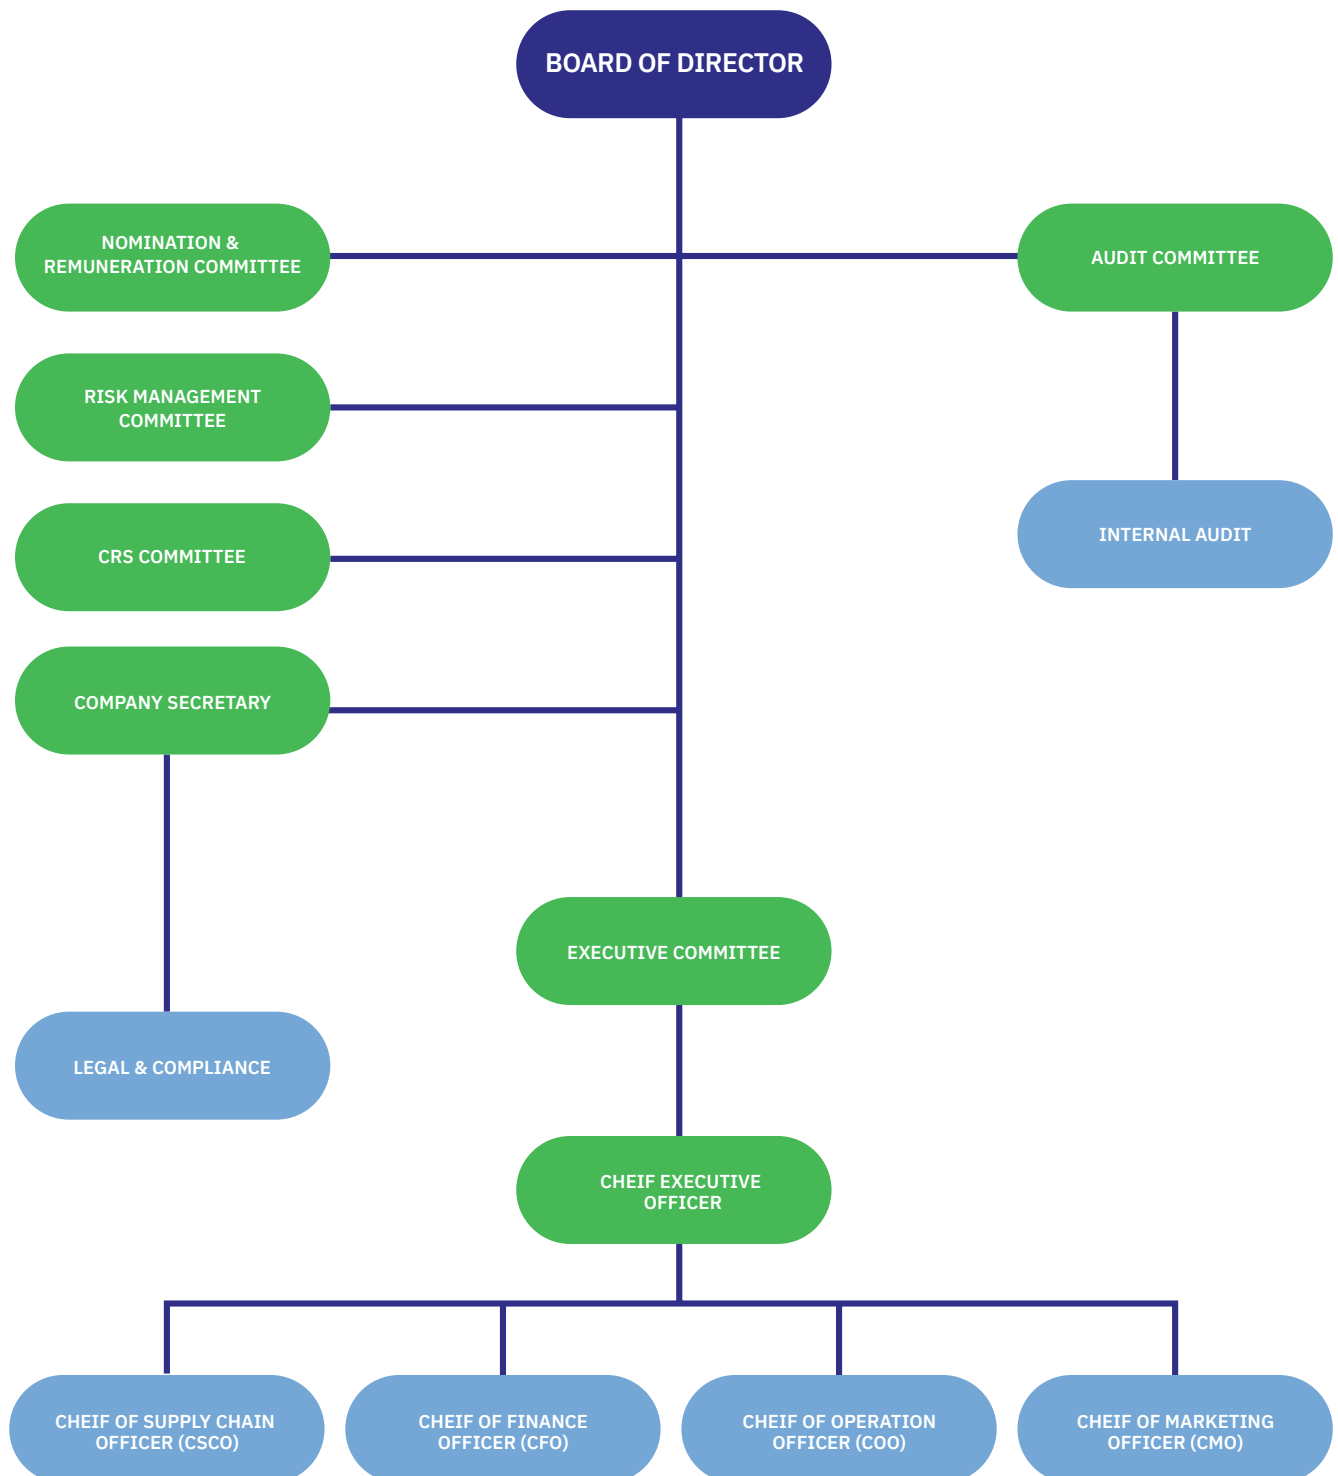 BOARD OF DIRECTOR
NOMINATION &
REMUNERATION COMMITTEE
AUDIT COMMITTEE
RISK MANAGEMENT
COMMITTEE
INTERNAL AUDIT
CRS COMMITTEE
COMPANY SECRETARY
EXECUTIVE COMMITTEE
LEGAL & COMPLIANCE
CHEIF EXECUTIVE
OFFICER
CHEIF OF SUPPLY CHAIN
OFFICER (CSCO)
CHEIF OF FINANCE
OFFICER (CFO)
CHEIF OF OPERATION
OFFICER (COO)
CHEIF OF MARKETING
OFFICER (CMO)